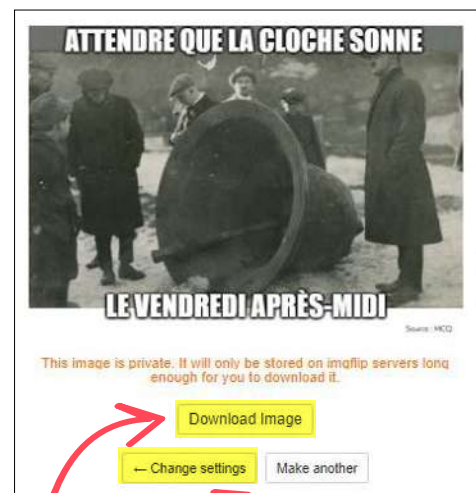 ATTENDRE QUE LA CLOCHE SONNE
LE VENDREDI APRÈS-MIDI
Source : MCQ
This image is private. It will only be stored on imgflip servers long
enough for you to download it.
Download Image
← Change settings
Make another